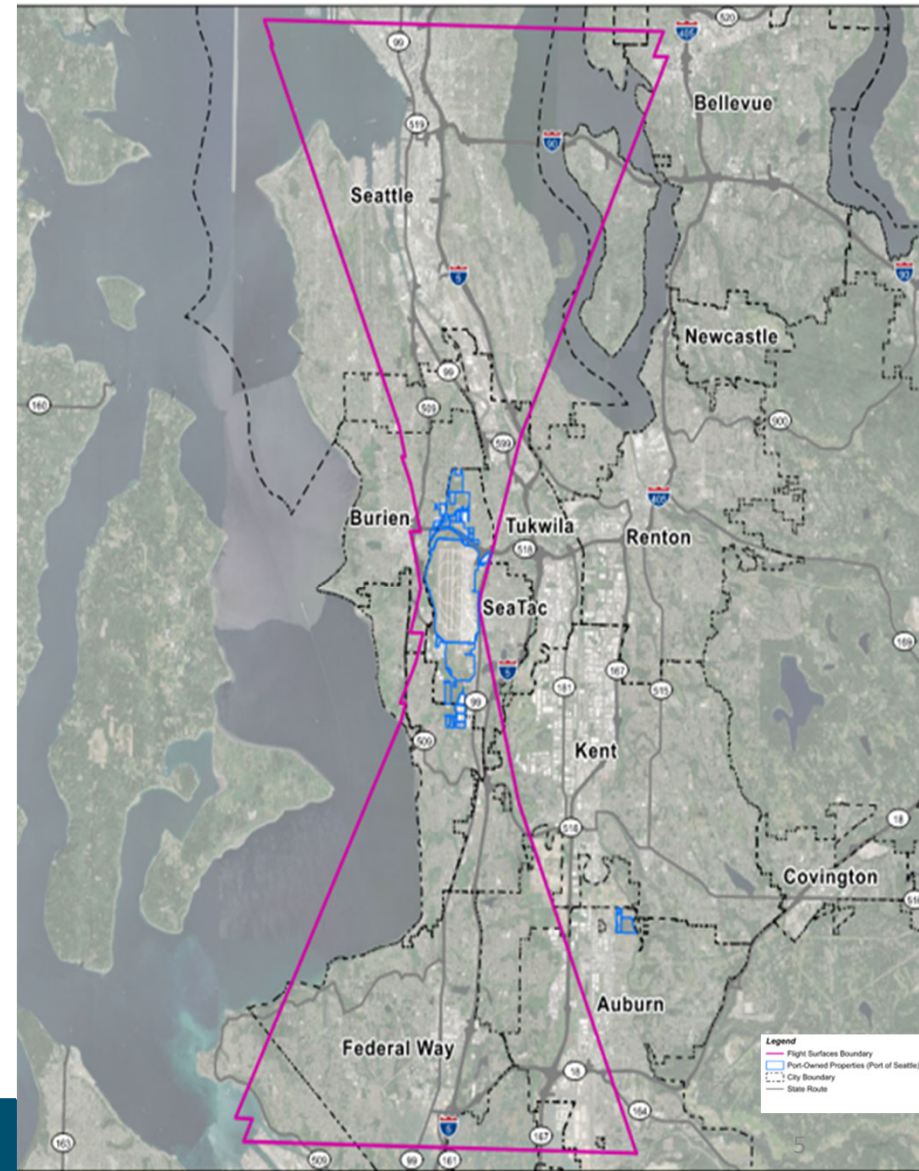 520
99
405
Bellevue
519
90
Seattle
5
90
Newcastle
99
160
509
900
599
405
Burien
Tukwila
518
Renton
SeaTac
169
5
167
181
515
99
509
Kent
516
18
Covington
516
Auburn
Federal Way
18
164
5
167
163
509
99
161
Legend
Flight Surfaces Boundary
Port-Owned Properties (Port of Seattle)
City Boundary
State Route
5